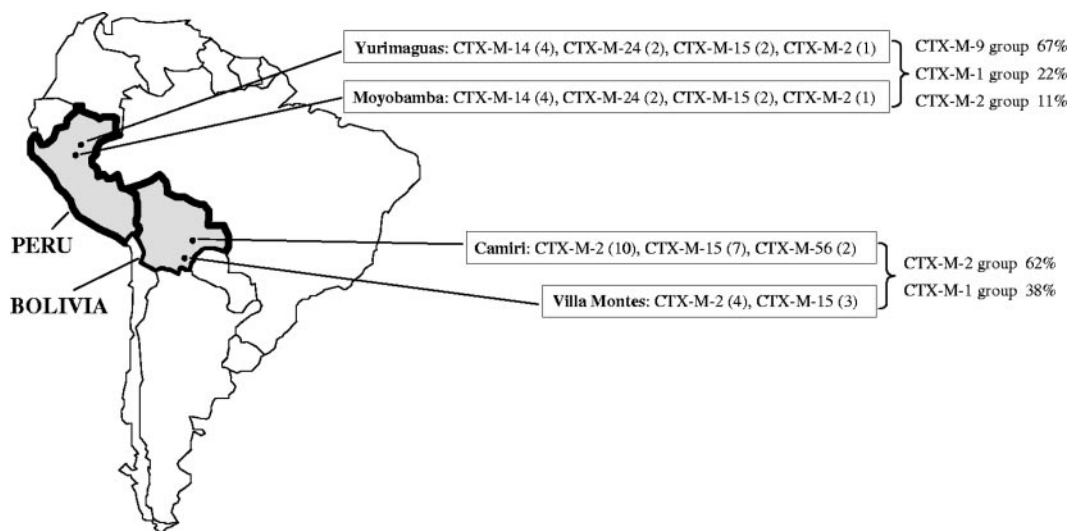 Yurimaguas: CTX-M-14 (4), CTX-M-24 (2), CTX-M-15 (2), CTX-M-2 (1)
Moyobamba: CTX-M-14 (4), CTX-M-24 (2), CTX-M-15 (2), CTX-M-2 (1)
CTX-M-9 group 67%
CTX-M-1 group 22%
CTX-M-2 group 11%
PERU
BOLIVIA
Camiri: CTX-M-2 (10), CTX-M-15 (7), CTX-M-56 (2)
Villa Montes: CTX-M-2 (4), CTX-M-15 (3)
CTX-M-2 group 62%
CTX-M-1 group 38%